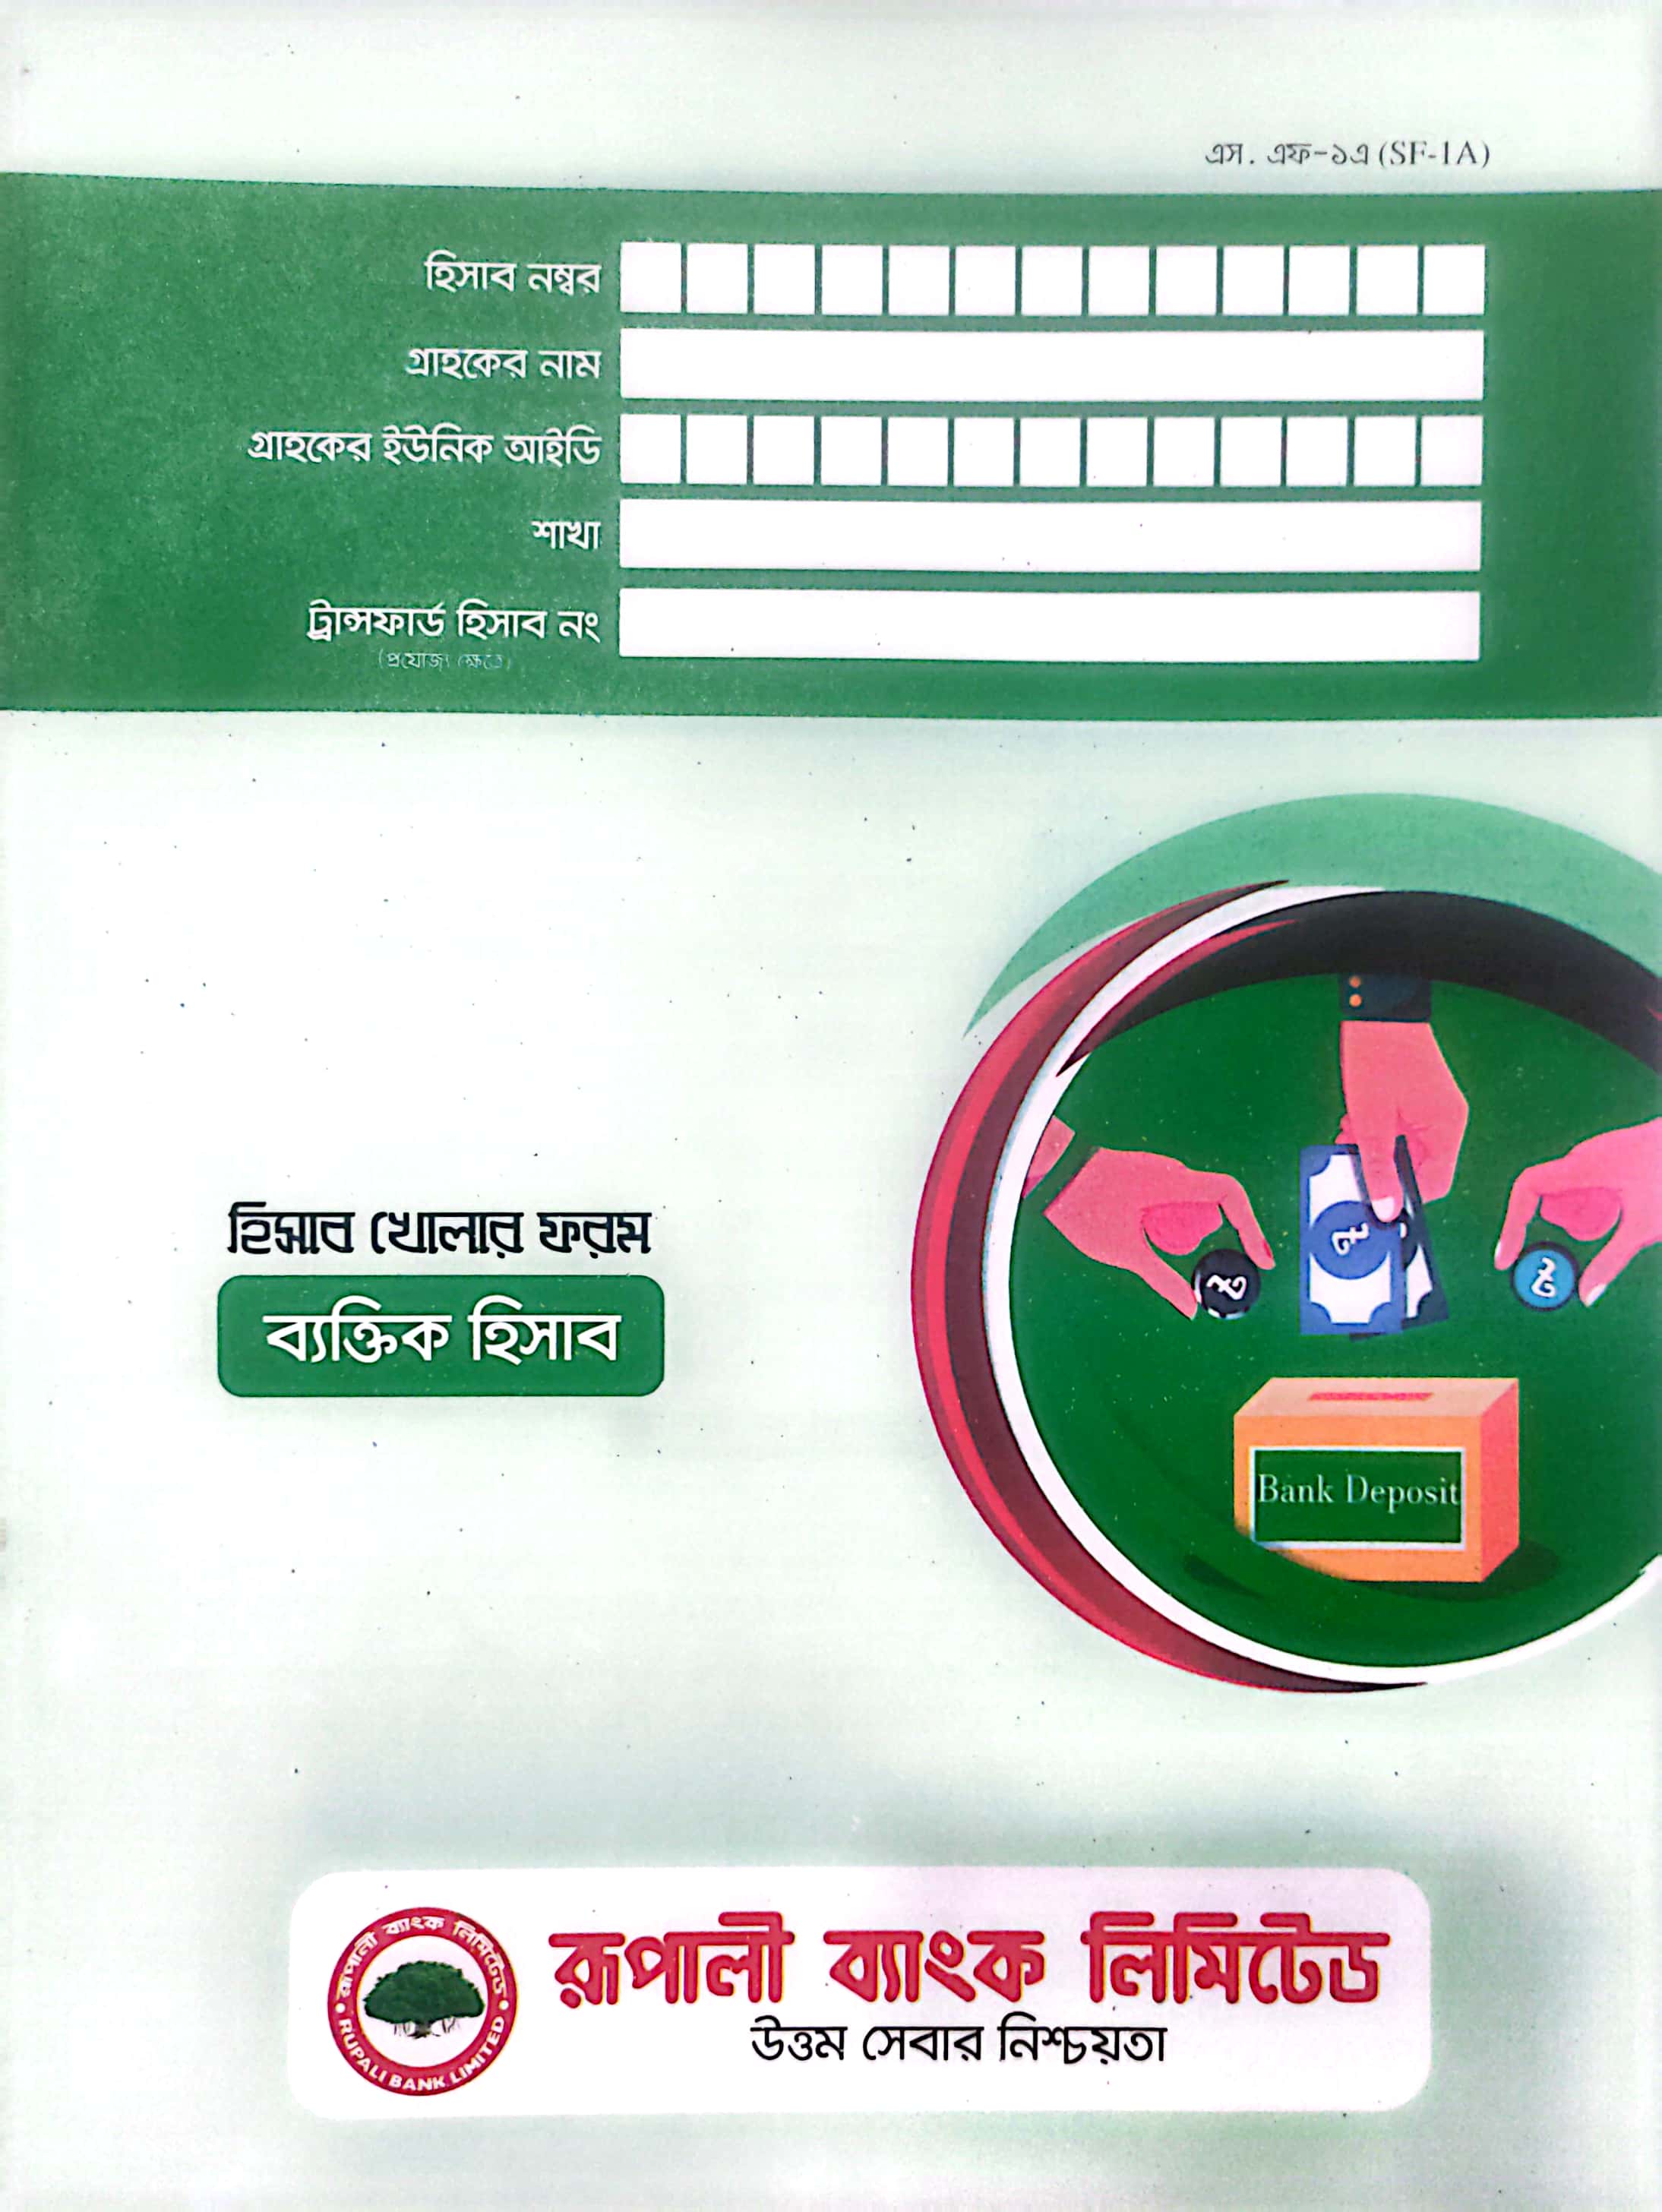 এস. এফ-১এ (SF-1A)
হিসাব নম্বর
গ্রাহকের নাম
গ্রাহকের ইউনিক আইডি
শাখা
ট্রান্সফার্ড হিসাব নং
(প্রযোজ্য ক্ষেত্রে)
হিসাব খোলার ফরম
ব্যক্তিক হিসাব
৳
৳
৳
Bank Deposit
রূপালী ব্যাংক লিমিটেড
RUPALI BANK LIMITED
রূপালী ব্যাংক লিমিটেড
উত্তম সেবার নিশ্চয়তা